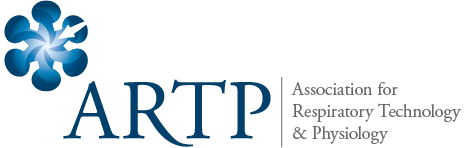 ARTP
Association for
Respiratory Technology
& Physiology